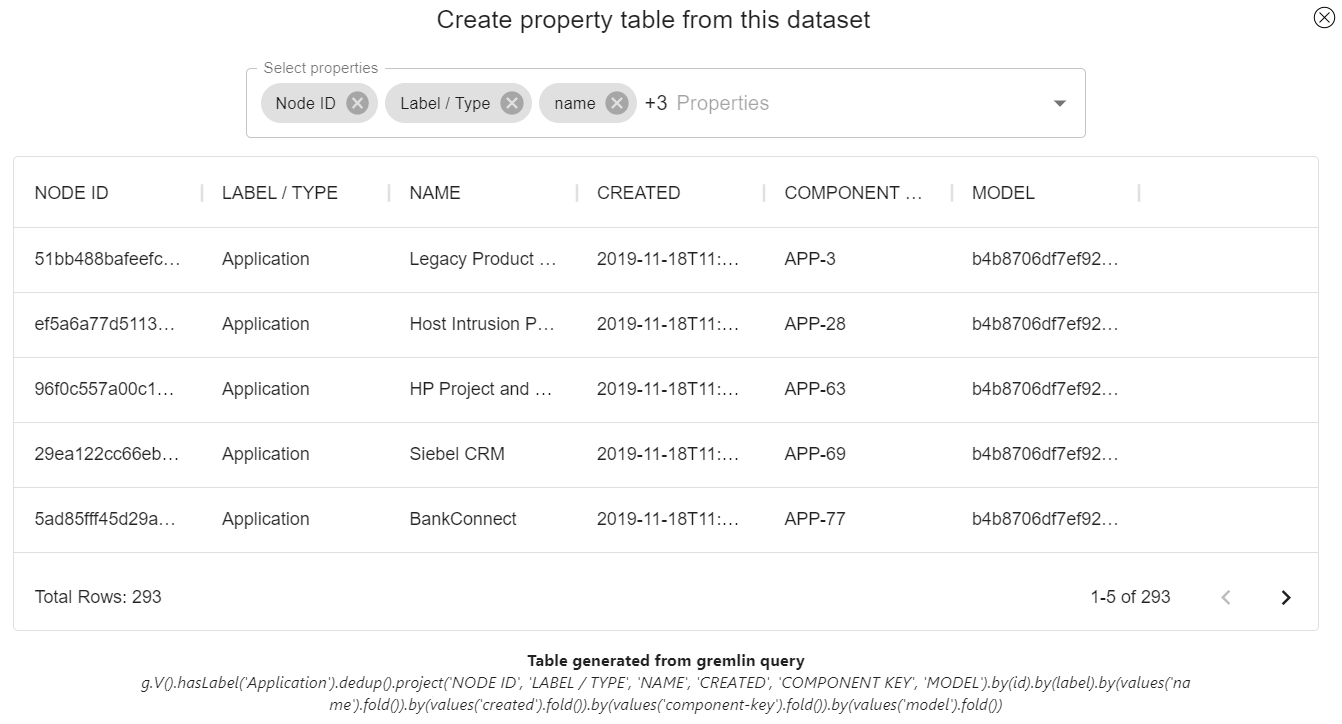 Create property table from this dataset
Select properties
Node ID Label / Type name +3 Properties
NODE ID LABEL / TYPE NAME CREATED COMPONENT … MODEL
51bb488bafeefc… Application Legacy Product … 2019-11-18T11:… APP-3 b4b8706df7ef92…
ef5a6a77d5113… Application Host Intrusion P… 2019-11-18T11:… APP-28 b4b8706df7ef92…
96f0c557a00c1… Application HP Project and … 2019-11-18T11:… APP-63 b4b8706df7ef92…
29ea122cc66eb… Application Siebel CRM 2019-11-18T11:… APP-69 b4b8706df7ef92…
5ad85fff45d29a… Application BankConnect 2019-11-18T11:… APP-77 b4b8706df7ef92…
Total Rows: 293 1-5 of 293
Table generated from gremlin query
g.V().hasLabel('Application').dedup().project('NODE ID', 'LABEL / TYPE', 'NAME', 'CREATED', 'COMPONENT KEY', 'MODEL').by(id).by(label).by(values('na
me').fold()).by(values('created').fold()).by(values('component-key').fold()).by(values('model').fold())